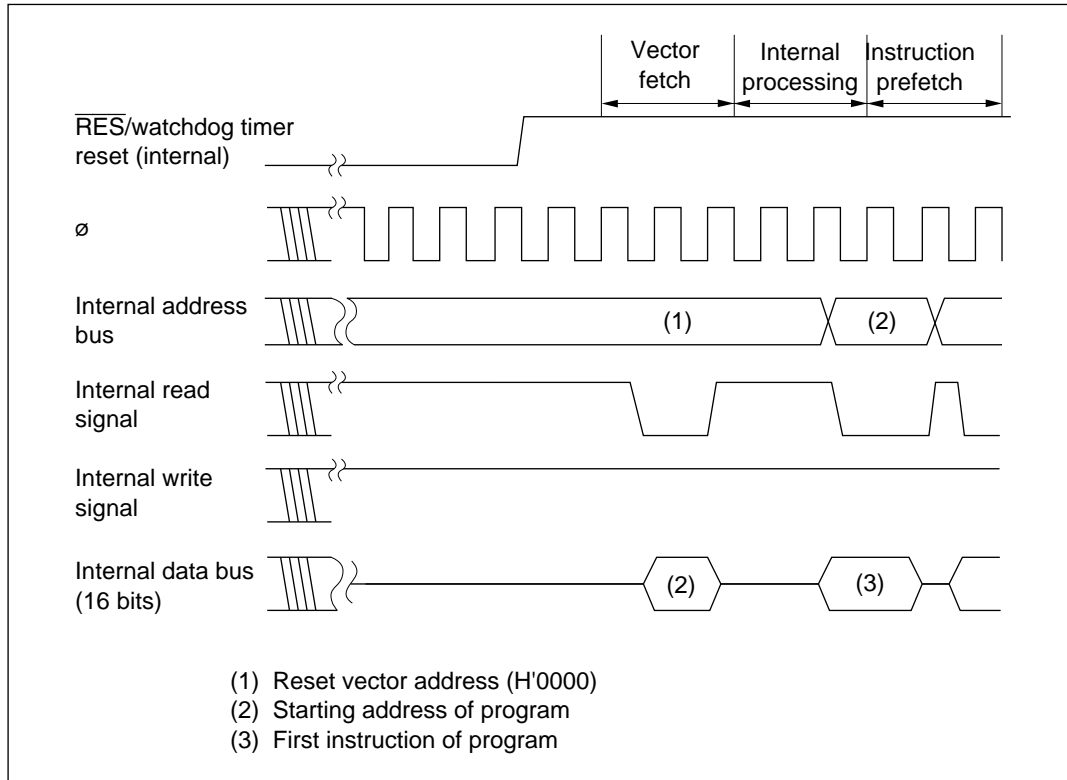 Vector
fetch
Internal
processing
Instruction
prefetch
RES/watchdog timer
reset (internal)
ø
Internal address
bus
(1)
(2)
Internal read
signal
Internal write
signal
Internal data bus
(16 bits)
(2)
(3)
(1) Reset vector address (H'0000)
(2) Starting address of program
(3) First instruction of program